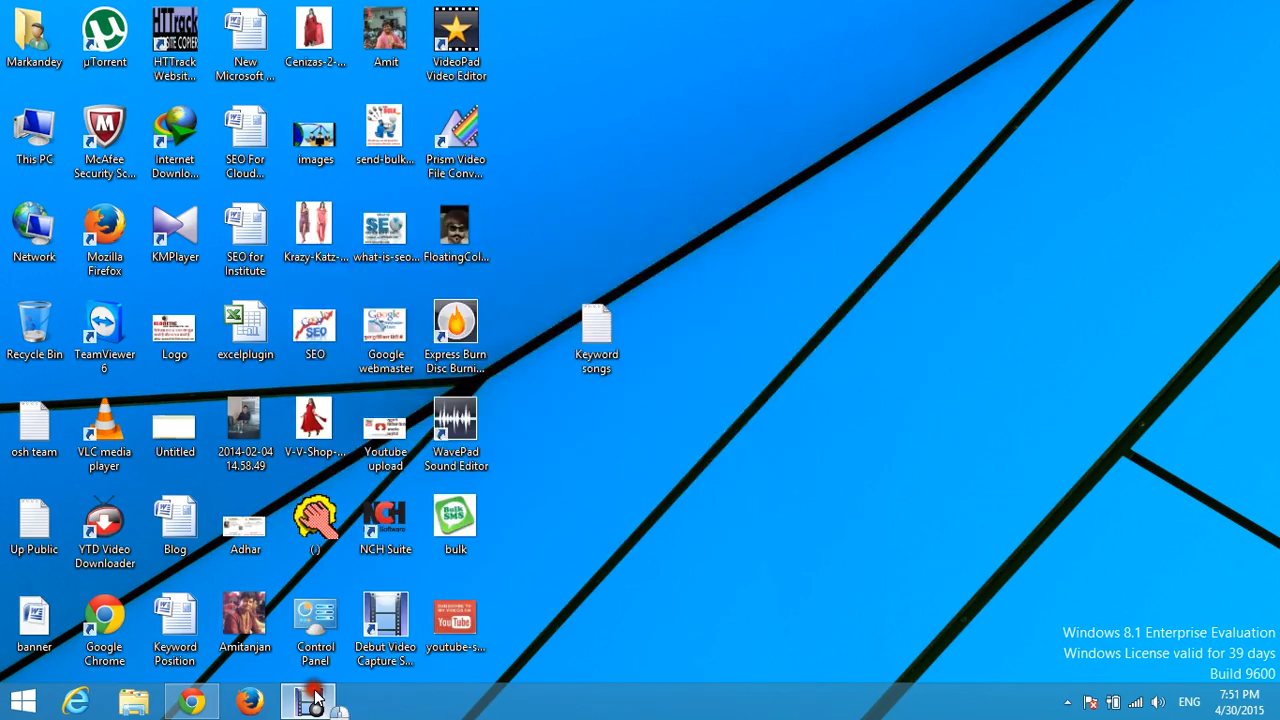 Markandey
µTorrent
HTTrack
Websit...
New
Microsoft ...
Cenizas-2-...
Amit
VideoPad
Video Editor
This PC
McAfee
Security Sc...
Internet
Downlo...
SEO For
Cloud...
images
send-bulk...
Prism Video
File Conv...
Network
Mozilla
Firefox
KMPlayer
SEO for
Institute
Krazy-Katz-...
what-is-seo...
FloatingCol...
Recycle Bin
TeamViewer
6
Logo
excelplugin
SEO
Google
webmaster
Express Burn
Disc Burni...
Keyword
songs
osh team
VLC media
player
Untitled
2014-02-04
14.58.49
V-V-Shop-...
Youtube
upload
WavePad
Sound Editor
Up Public
YTD Video
Downloader
Blog
Adhar
(.)
NCH Suite
bulk
banner
Google
Chrome
Keyword
Position
Amitanjan
Control
Panel
Debut Video
Capture S...
youtube-s...
Windows 8.1 Enterprise Evaluation
Windows License valid for 39 days
Build 9600
ENG
7:51 PM
4/30/2015